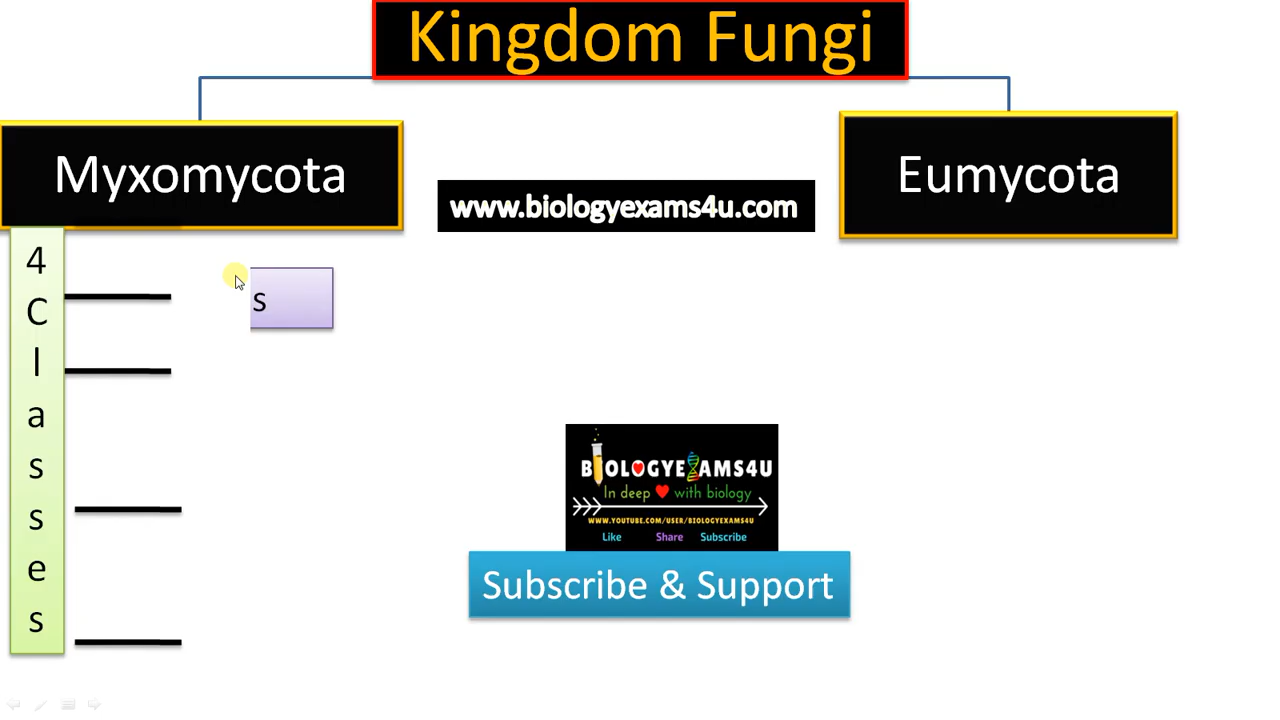 Kingdom Fungi
Myxomycota
Eumycota
www.biologyexams4u.com
4
C
l
a
s
s
e
s
s
BIOLOGYEXAMS4U
In deep ❤ with biology
WWW.YOUTUBE.COM/USER/BIOLOGYEXAMS4U
Like Share Subscribe
Subscribe & Support